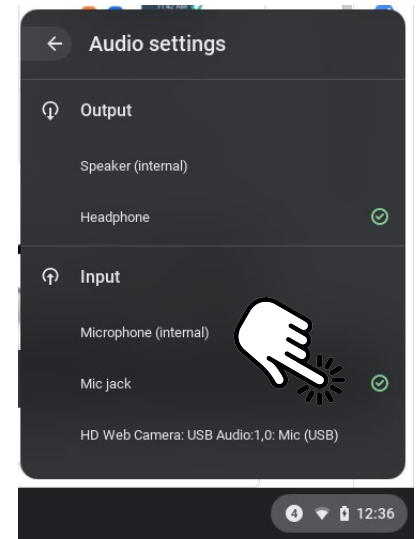 Audio settings
Output
Speaker (internal)
Headphone
Input
Microphone (internal)
Mic jack
HD Web Camera: USB Audio:1,0: Mic (USB)
4 12:36